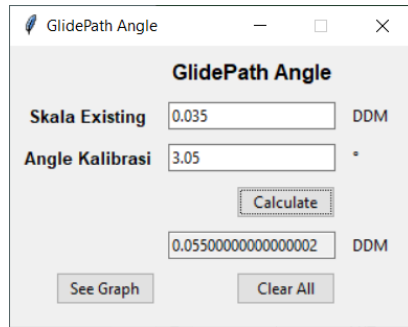 GlidePath Angle
GlidePath Angle
Skala Existing 0.035 DDM
Angle Kalibrasi 3.05 °
Calculate
0.05500000000000002 DDM
See Graph Clear All